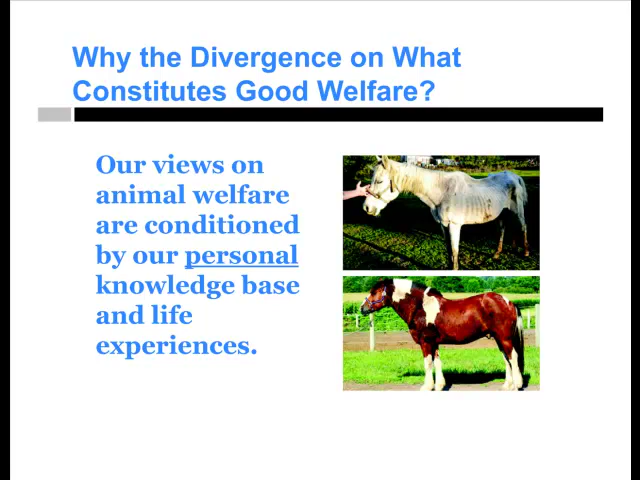 Why the Divergence on What
Constitutes Good Welfare?
Our views on
animal welfare
are conditioned
by our personal
knowledge base
and life
experiences.